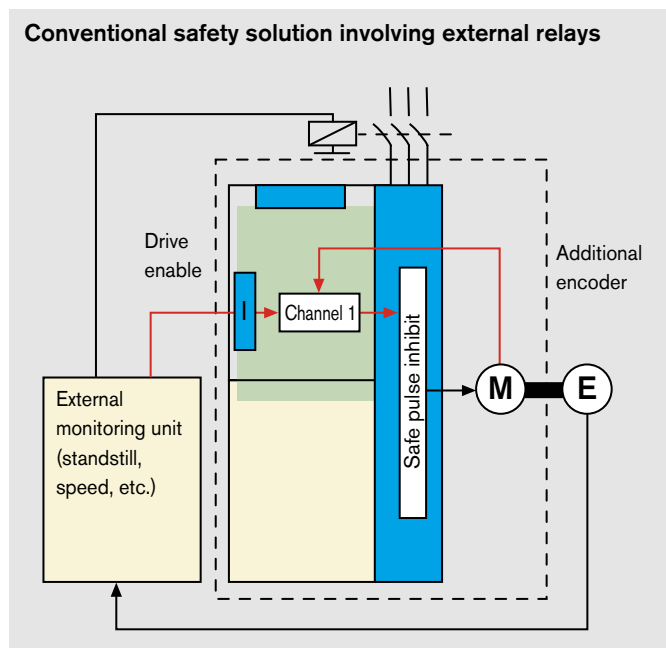 Conventional safety solution involving external relays
Drive
enable
Additional
encoder
I
Channel 1
Safe pulse inhibit
M
E
External
monitoring unit
(standstill,
speed, etc.)